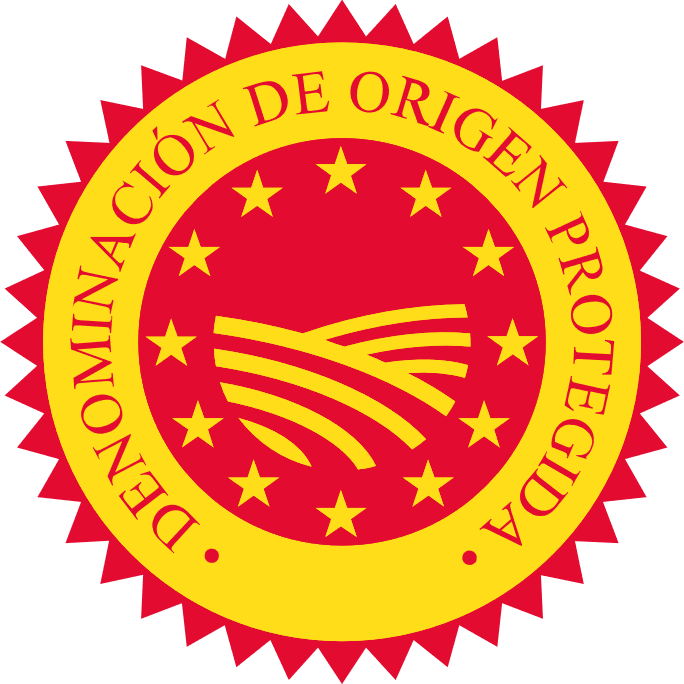 • DENOMINACIÓN DE ORIGEN PROTEGIDA •